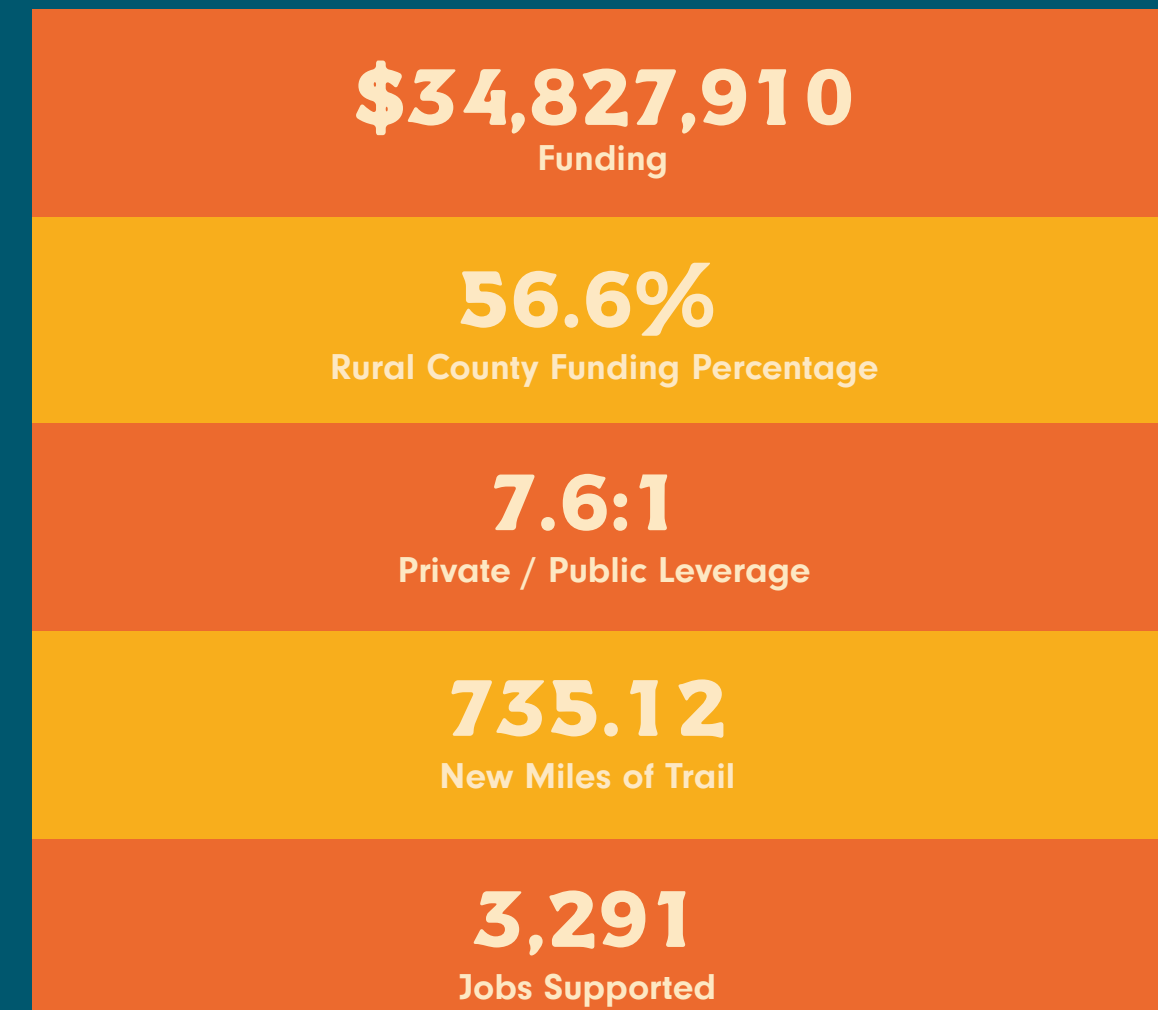 $34,827,910
Funding
56.6%
Rural County Funding Percentage
7.6:1
Private / Public Leverage
735.12
New Miles of Trail
3,291
Jobs Supported